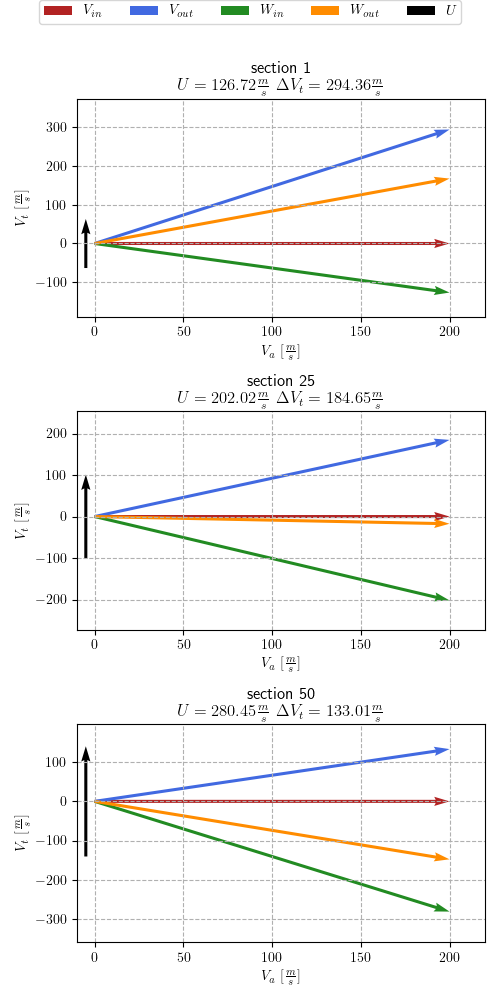 V_in V_out W_in W_out U
section 1
U = 126.72 m/s ΔV_t = 294.36 m/s
300
200
100
0
−100
V_t [m/s]
0 50 100 150 200
V_a [m/s]
section 25
U = 202.02 m/s ΔV_t = 184.65 m/s
200
100
0
−100
−200
V_t [m/s]
0 50 100 150 200
V_a [m/s]
section 50
U = 280.45 m/s ΔV_t = 133.01 m/s
100
0
−100
−200
−300
V_t [m/s]
0 50 100 150 200
V_a [m/s]